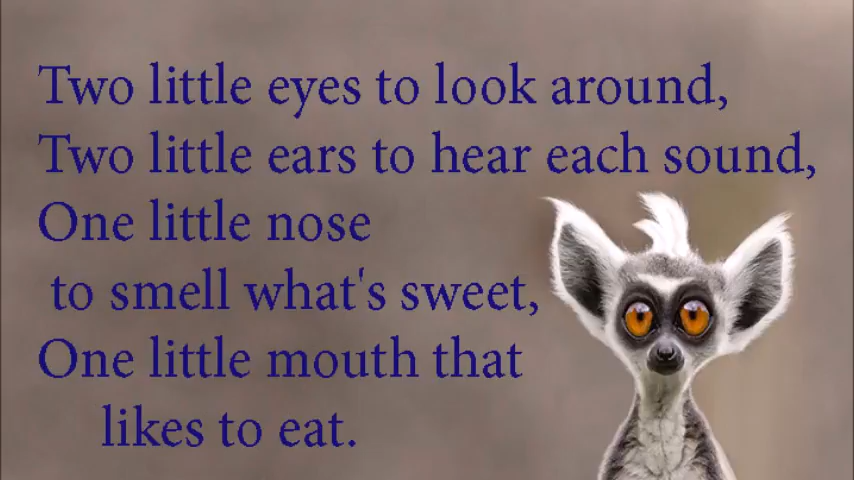 Two little eyes to look around,
Two little ears to hear each sound,
One little nose
to smell what's sweet,
One little mouth that
likes to eat.